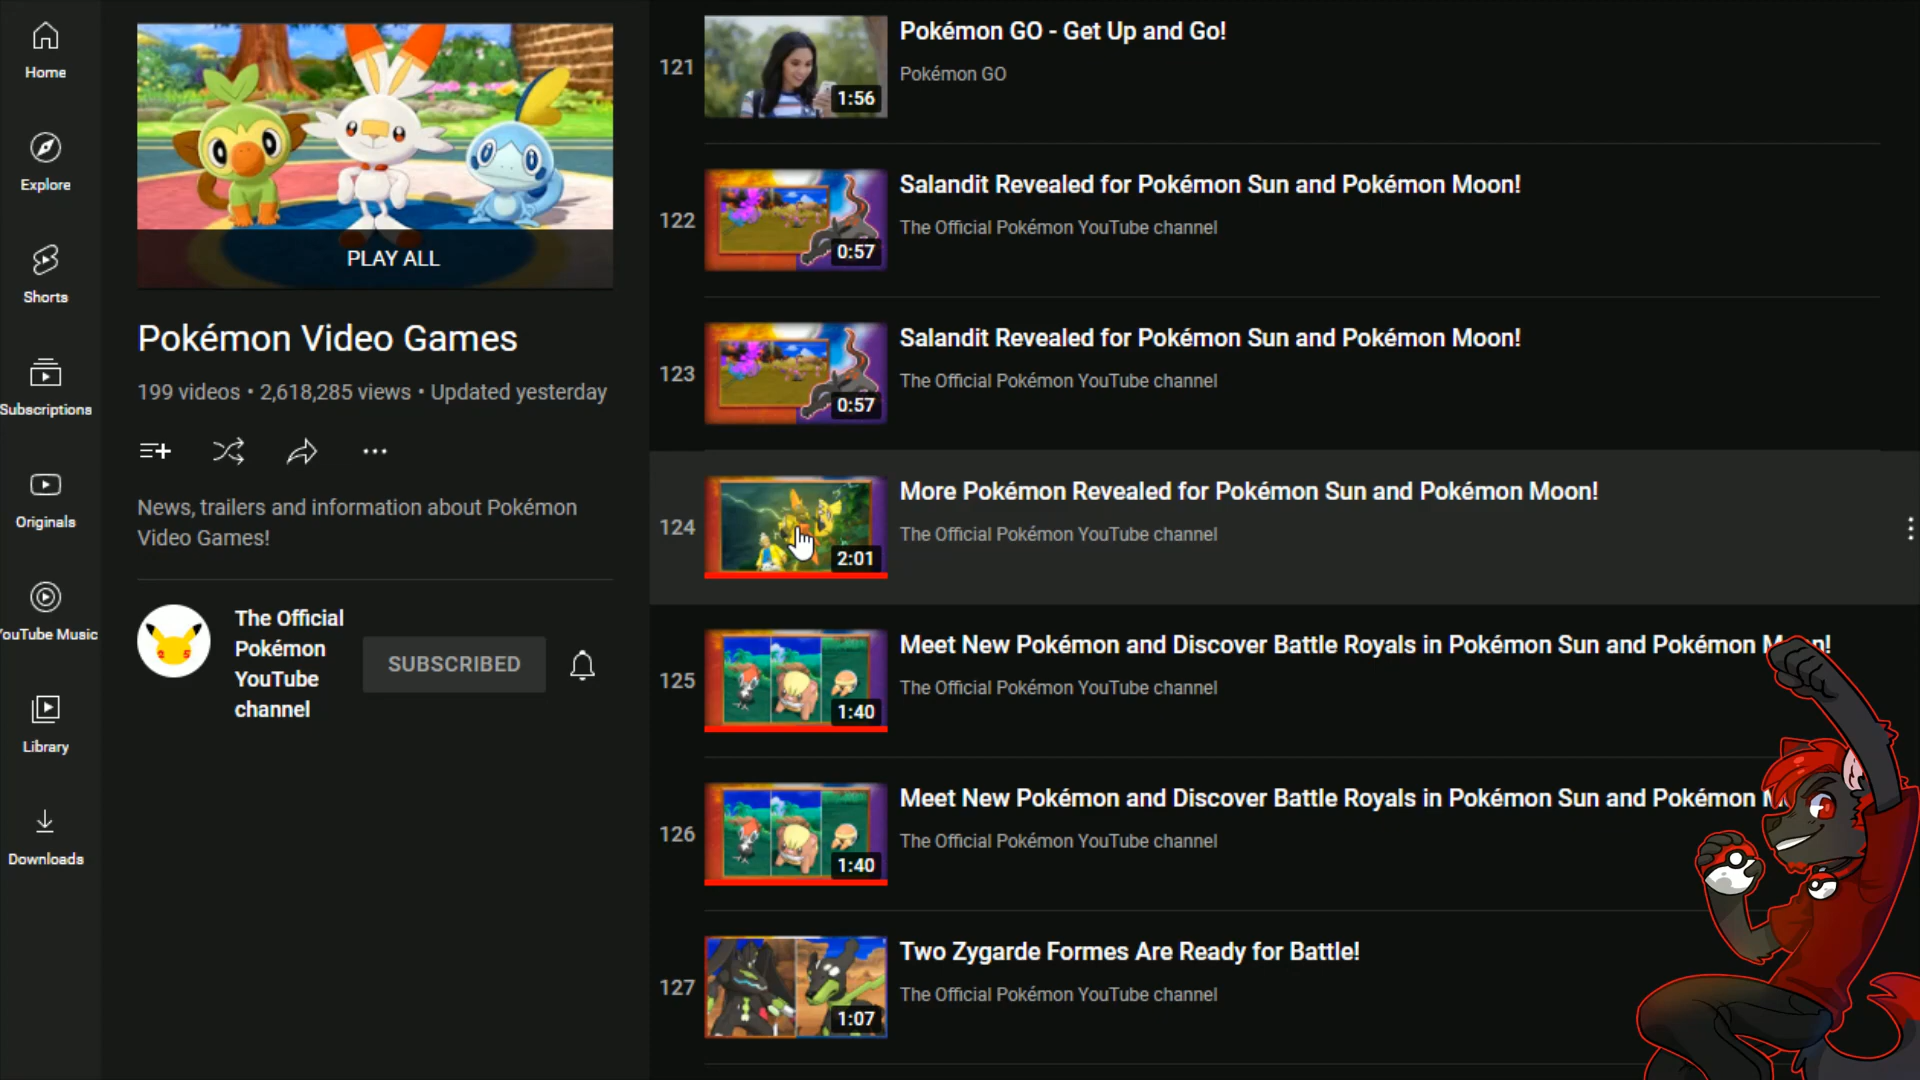 Home
Explore
Shorts
Subscriptions
Originals
YouTube Music
Library
Downloads
PLAY ALL
Pokémon Video Games
199 videos • 2,618,285 views • Updated yesterday
News, trailers and information about Pokémon
Video Games!
The Official
Pokémon
YouTube
channel
SUBSCRIBED
121
1:56
Pokémon GO - Get Up and Go!
Pokémon GO
122
0:57
Salandit Revealed for Pokémon Sun and Pokémon Moon!
The Official Pokémon YouTube channel
123
0:57
Salandit Revealed for Pokémon Sun and Pokémon Moon!
The Official Pokémon YouTube channel
124
2:01
More Pokémon Revealed for Pokémon Sun and Pokémon Moon!
The Official Pokémon YouTube channel
125
1:40
Meet New Pokémon and Discover Battle Royals in Pokémon Sun and Pokémon Moon!
The Official Pokémon YouTube channel
126
1:40
Meet New Pokémon and Discover Battle Royals in Pokémon Sun and Pokémon
The Official Pokémon YouTube channel
127
1:07
Two Zygarde Formes Are Ready for Battle!
The Official Pokémon YouTube channel